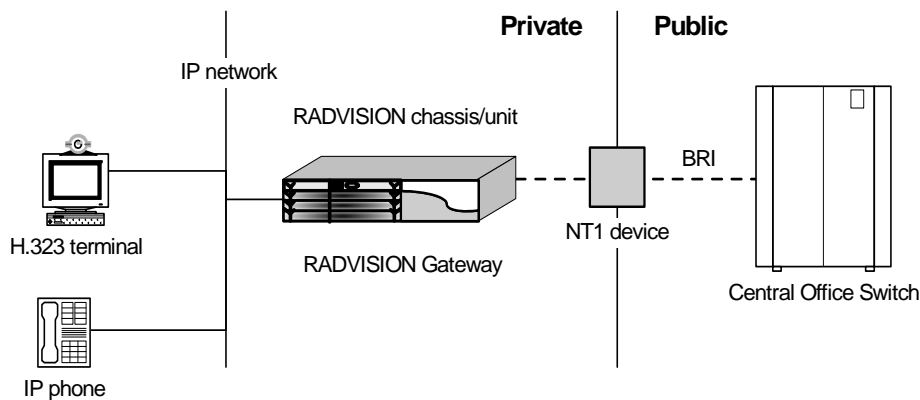 Private
Public
IP network
RADVISION chassis/unit
BRI
H.323 terminal
RADVISION Gateway
NT1 device
Central Office Switch
IP phone